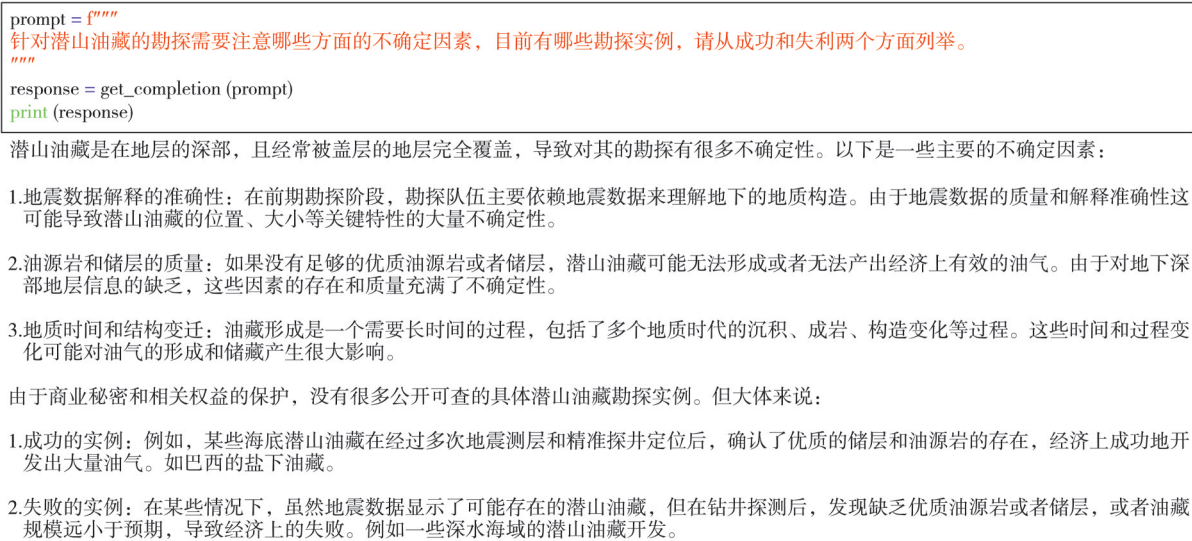 prompt = f"""
针对潜山油藏的勘探需要注意哪些方面的不确定因素，目前有哪些勘探实例，请从成功和失利两个方面列举。
"""
response = get_completion (prompt)
print (response)
潜山油藏是在地层的深部，且经常被盖层的地层完全覆盖，导致对其的勘探有很多不确定性。以下是一些主要的不确定因素：
1.地震数据解释的准确性：在前期勘探阶段，勘探队伍主要依赖地震数据来理解地下的地质构造。由于地震数据的质量和解释准确性这
可能导致潜山油藏的位置、大小等关键特性的大量不确定性。
2.油源岩和储层的质量：如果没有足够的优质油源岩或者储层，潜山油藏可能无法形成或者无法产出经济上有效的油气。由于对地下深
部地层信息的缺乏，这些因素的存在和质量充满了不确定性。
3.地质时间和结构变迁：油藏形成是一个需要长时间的过程，包括了多个地质时代的沉积、成岩、构造变化等过程。这些时间和过程变
化可能对油气的形成和储藏产生很大影响。
由于商业秘密和相关权益的保护，没有很多公开可查的具体潜山油藏勘探实例。但大体来说：
1.成功的实例：例如，某些海底潜山油藏在经过多次地震测层和精准探井定位后，确认了优质的储层和油源岩的存在，经济上成功地开
发出大量油气。如巴西的盐下油藏。
2.失败的实例：在某些情况下，虽然地震数据显示了可能存在的潜山油藏，但在钻井探测后，发现缺乏优质油源岩或者储层，或者油藏
规模远小于预期，导致经济上的失败。例如一些深水海域的潜山油藏开发。